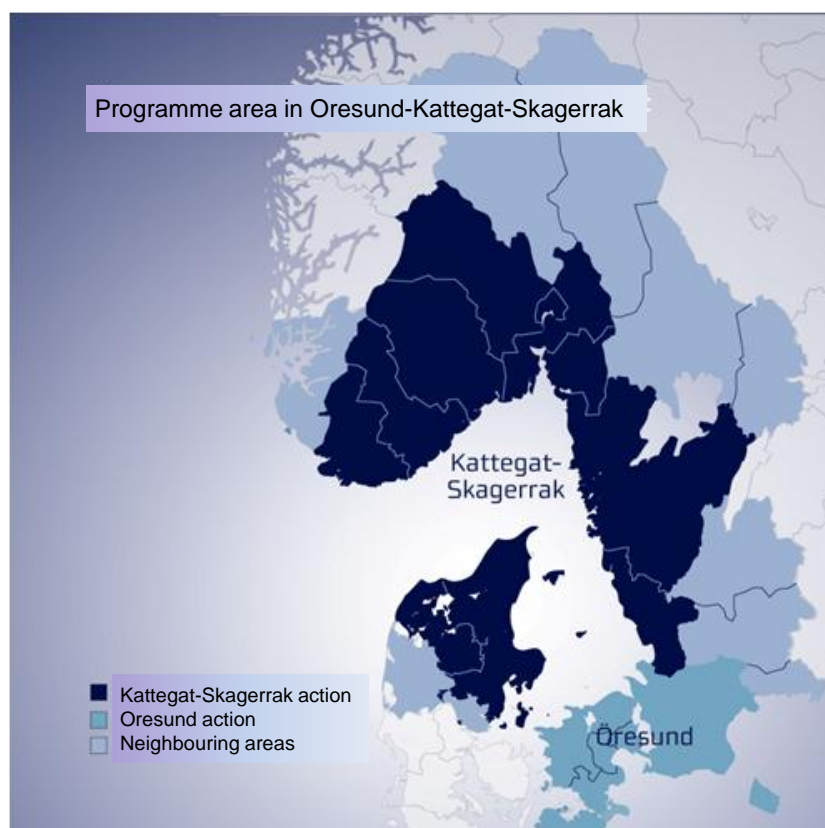 Programme area in Oresund-Kattegat-Skagerrak
Kattegat-
Skagerrak
Kattegat-Skagerrak action
Oresund action
Neighbouring areas
Öresund